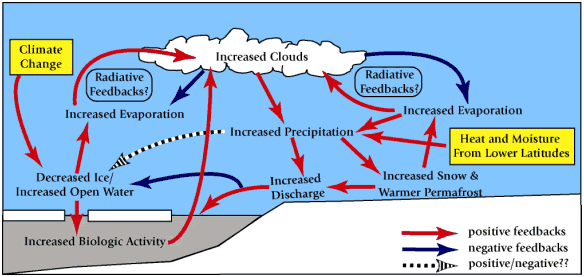 Climate
Change
Increased Clouds
Radiative
Feedbacks?
Radiative
Feedbacks?
Increased Evaporation
Increased Evaporation
Increased Precipitation
Heat and Moisture
From Lower Latitudes
Decreased Ice/
Increased Open Water
Increased
Discharge
Increased Snow &
Warmer Permafrost
Increased Biologic Activity
positive feedbacks
negative feedbacks
positive/negative??